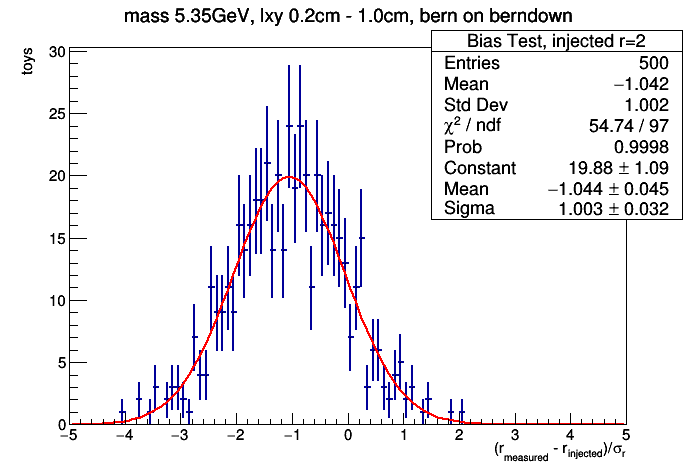 mass 5.35GeV, lxy 0.2cm - 1.0cm, bern on berndown
Bias Test, injected r=2
Entries 500
Mean −1.042
Std Dev 1.002
χ² / ndf 54.74 / 97
Prob 0.9998
Constant 19.88 ± 1.09
Mean −1.044 ± 0.045
Sigma 1.003 ± 0.032
toys
30
25
20
15
10
5
0
−5 −4 −3 −2 −1 0 1 2 3 4 5
(r_measured - r_injected)/σ_r